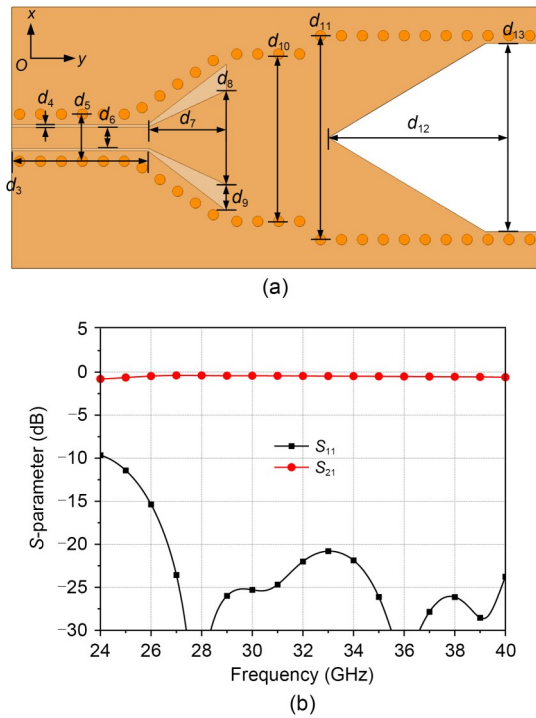 x
O
y
d4
d5
d6
d3
d7
d8
d9
d10
d11
d12
d13
(a)
5
0
−5
−10
−15
−20
−25
−30
S-parameter (dB)
S11
S21
24 26 28 30 32 34 36 38 40
Frequency (GHz)
(b)